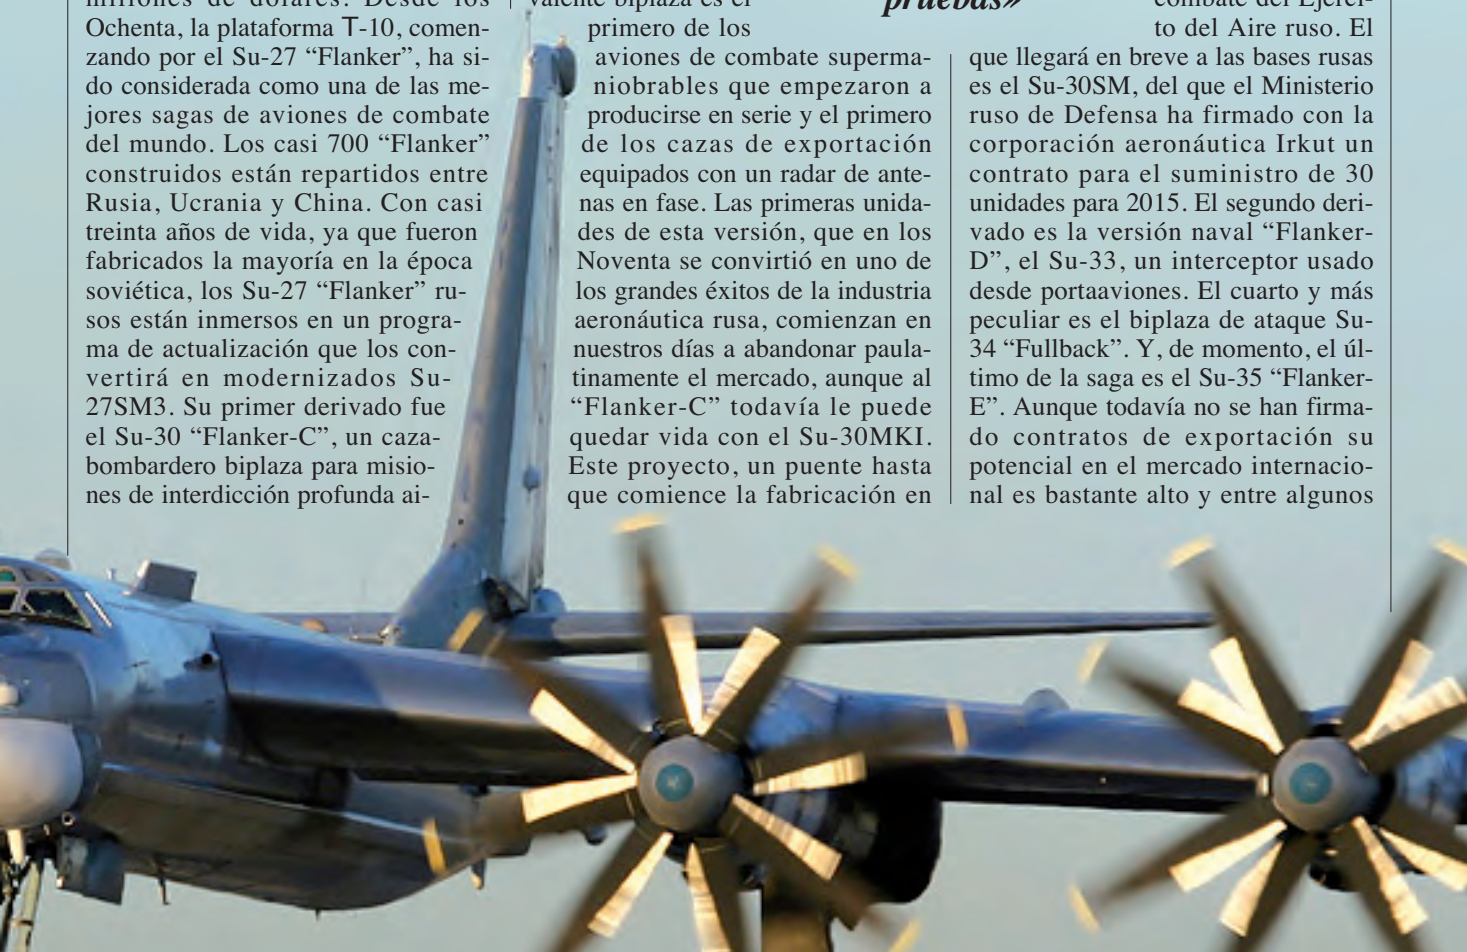 millones de dólares. Desde los
Ochenta, la plataforma T-10, comen-
zando por el Su-27 “Flanker”, ha si-
do considerada como una de las me-
jores sagas de aviones de combate
del mundo. Los casi 700 “Flanker”
construidos están repartidos entre
Rusia, Ucrania y China. Con casi
treinta años de vida, ya que fueron
fabricados la mayoría en la época
soviética, los Su-27 “Flanker” ru-
sos están inmersos en un progra-
ma de actualización que los con-
vertirá en modernizados Su-
27SM3. Su primer derivado fue
el Su-30 “Flanker-C”, un caza-
bombardero biplaza para misio-
nes de interdicción profunda ai-
valente biplaza es el
primero de los
aviones de combate superma-
niobrables que empezaron a
producirse en serie y el primero
de los cazas de exportación
equipados con un radar de ante-
nas en fase. Las primeras unida-
des de esta versión, que en los
Noventa se convirtió en uno de
los grandes éxitos de la industria
aeronáutica rusa, comienzan en
nuestros días a abandonar paula-
tinamente el mercado, aunque al
“Flanker-C” todavía le puede
quedar vida con el Su-30MKI.
Este proyecto, un puente hasta
que comience la fabricación en
pruebas»
combate del Ejérci-
to del Aire ruso. El
que llegará en breve a las bases rusas
es el Su-30SM, del que el Ministerio
ruso de Defensa ha firmado con la
corporación aeronáutica Irkut un
contrato para el suministro de 30
unidades para 2015. El segundo deri-
vado es la versión naval “Flanker-
D”, el Su-33, un interceptor usado
desde portaaviones. El cuarto y más
peculiar es el biplaza de ataque Su-
34 “Fullback”. Y, de momento, el úl-
timo de la saga es el Su-35 “Flanker-
E”. Aunque todavía no se han firma-
do contratos de exportación su
potencial en el mercado internacio-
nal es bastante alto y entre algunos